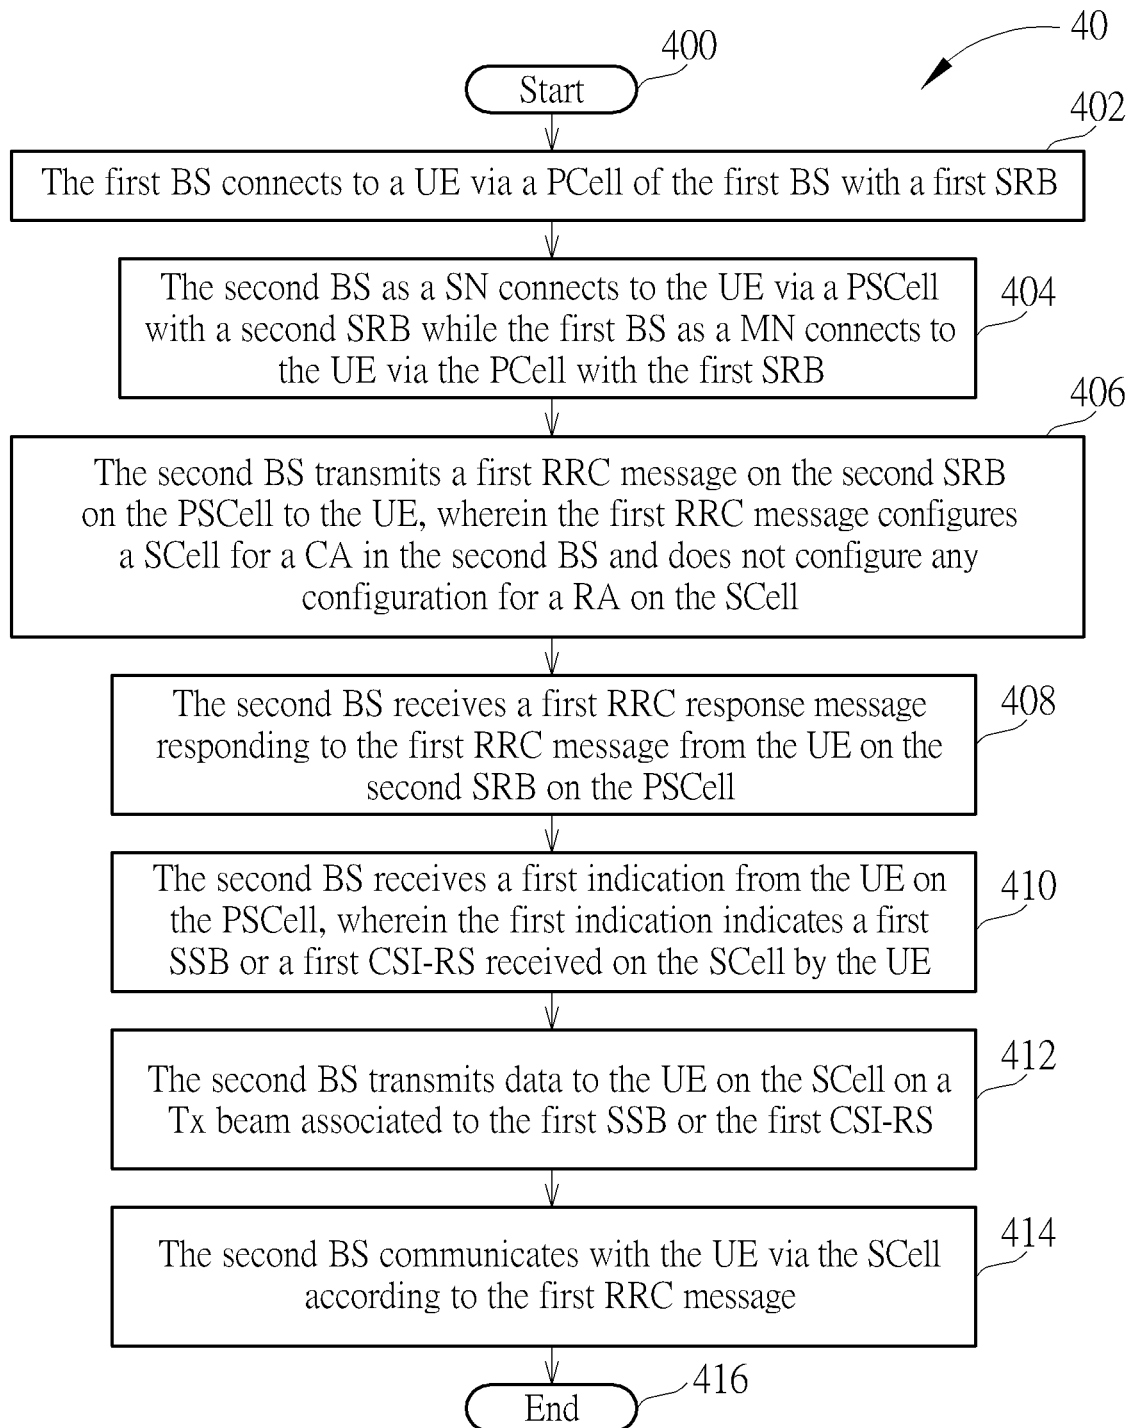 40
400
Start
402
The first BS connects to a UE via a PCell of the first BS with a first SRB
The second BS as a SN connects to the UE via a PSCell
with a second SRB while the first BS as a MN connects to
the UE via the PCell with the first SRB
404
406
The second BS transmits a first RRC message on the second SRB
on the PSCell to the UE, wherein the first RRC message configures
a SCell for a CA in the second BS and does not configure any
configuration for a RA on the SCell
The second BS receives a first RRC response message
responding to the first RRC message from the UE on the
second SRB on the PSCell
408
The second BS receives a first indication from the UE on
the PSCell, wherein the first indication indicates a first
SSB or a first CSI-RS received on the SCell by the UE
410
The second BS transmits data to the UE on the SCell on a
Tx beam associated to the first SSB or the first CSI-RS
412
The second BS communicates with the UE via the SCell
according to the first RRC message
414
End
416